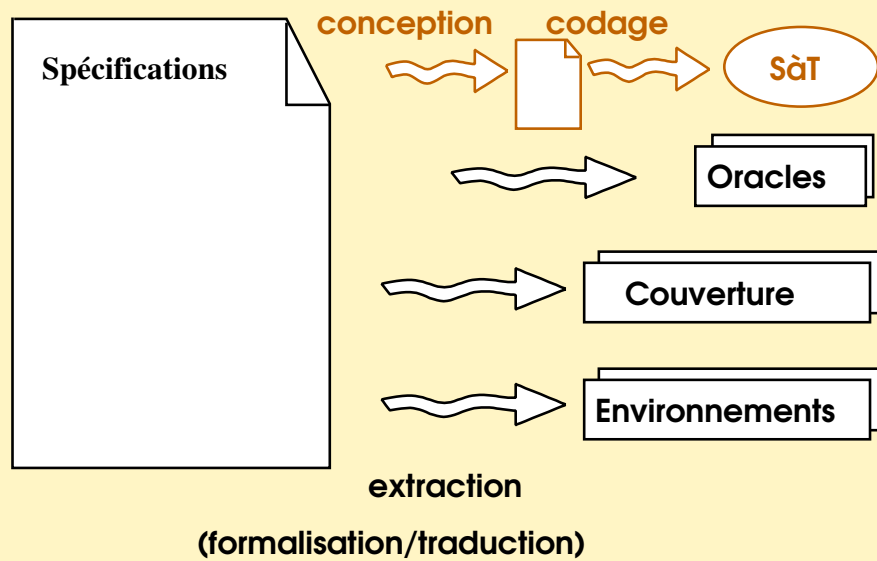 conception codage
Spécifications
SàT
Oracles
Couverture
Environnements
extraction
(formalisation/traduction)